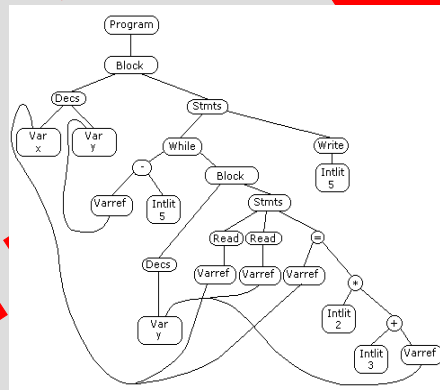 Program
Block
Decs
Stmts
Var
x
Var
y
While
Write
-
Block
Intlit
5
Varref
Intlit
5
Stmts
Read
Read
=
Decs
Varref
Varref
Varref
*
Var
y
Intlit
2
+
Intlit
3
Varref